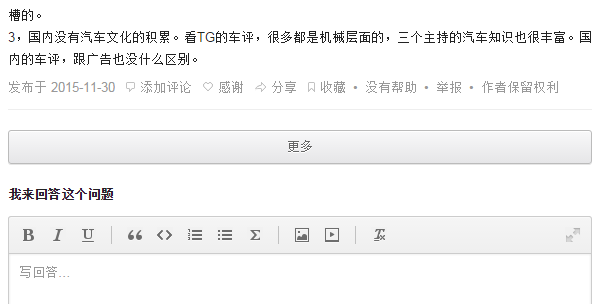 槽的。
3，国内没有汽车文化的积累。看TG的车评，很多都是机械层面的，三个主持的汽车知识也很丰富。国
内的车评，跟广告也没什么区别。
发布于 2015-11-30 添加评论 感谢 分享 收藏 • 没有帮助 • 举报 • 作者保留权利
更多
我来回答这个问题
B I U “ <> Σ Tx
写回答…